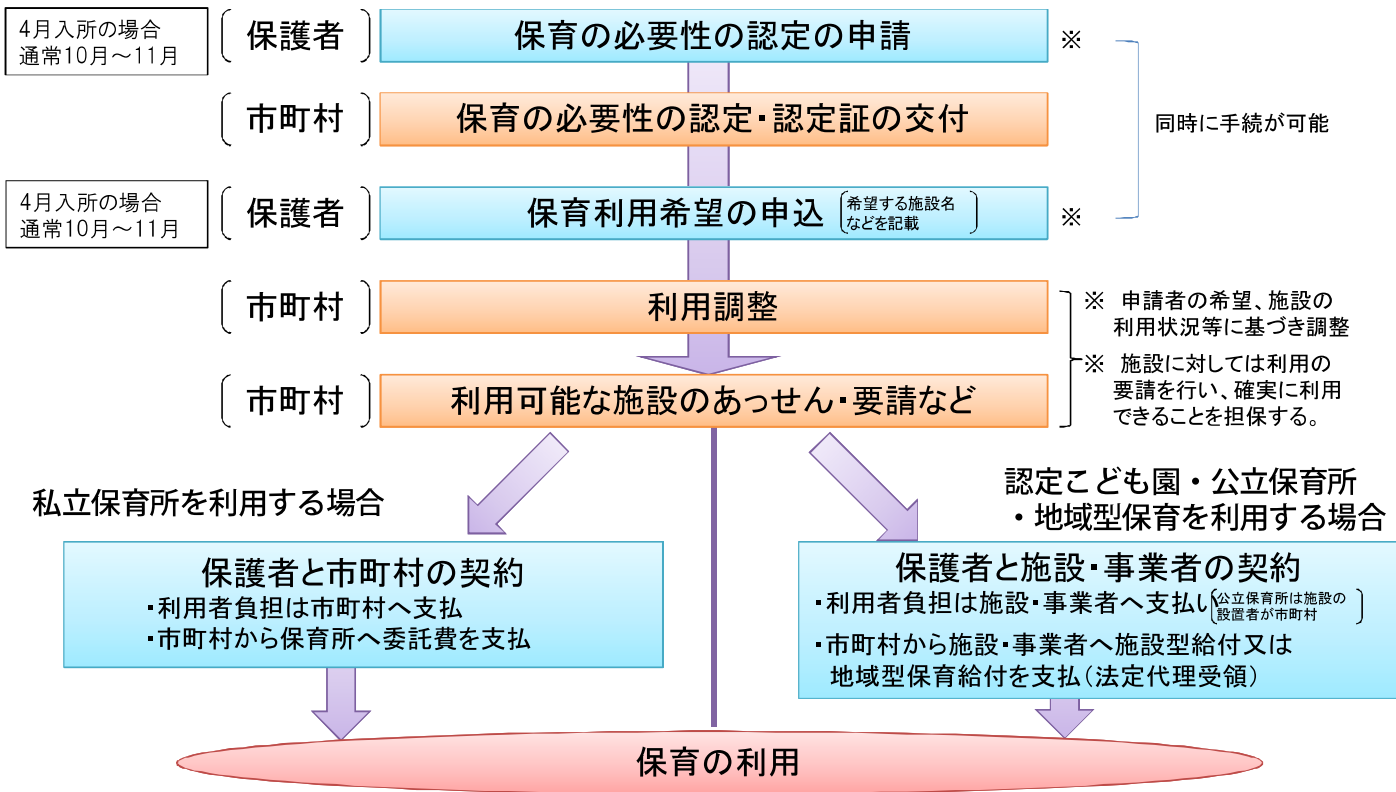 4月入所の場合
通常10月～11月
保護者
保育の必要性の認定の申請
※
市町村
保育の必要性の認定・認定証の交付
同時に手続が可能
4月入所の場合
通常10月～11月
保護者
保育利用希望の申込
希望する施設名
などを記載
※
市町村
利用調整
※ 申請者の希望、施設の
利用状況等に基づき調整
市町村
利用可能な施設のあっせん・要請など
※ 施設に対しては利用の
要請を行い、確実に利用
できることを担保する。
私立保育所を利用する場合
保護者と市町村の契約
・利用者負担は市町村へ支払
・市町村から保育所へ委託費を支払
認定こども園・公立保育所
・地域型保育を利用する場合
保護者と施設・事業者の契約
・利用者負担は施設・事業者へ支払い
公立保育所は施設の
設置者が市町村
・市町村から施設・事業者へ施設型給付又は
地域型保育給付を支払（法定代理受領）
保育の利用